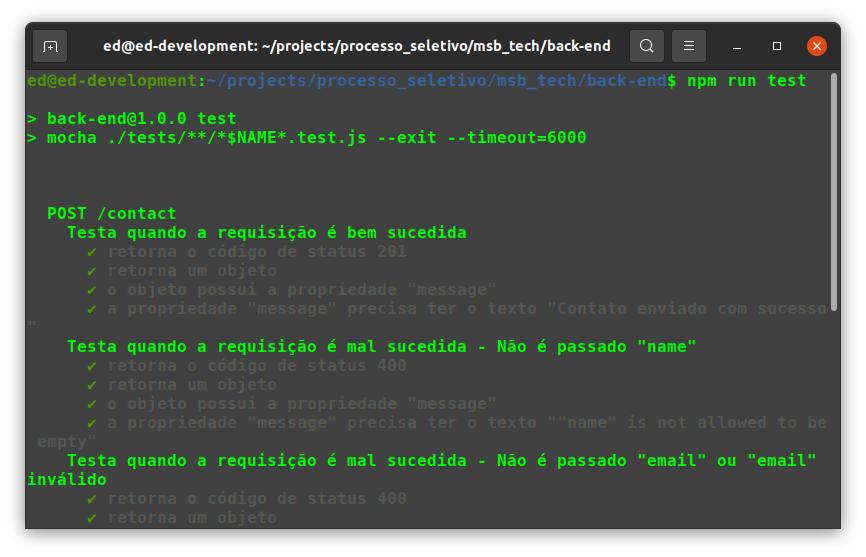 ed@ed-development: ~/projects/processo_seletivo/msb_tech/back-end
ed@ed-development:~/projects/processo_seletivo/msb_tech/back-end$ npm run test
> back-end@1.0.0 test
> mocha ./tests/**/*$NAME*.test.js --exit --timeout=6000
POST /contact
Testa quando a requisição é bem sucedida
✔ retorna o código de status 201
✔ retorna um objeto
✔ o objeto possui a propriedade "message"
✔ a propriedade "message" precisa ter o texto "Contato enviado com sucesso
"
Testa quando a requisição é mal sucedida - Não é passado "name"
✔ retorna o código de status 400
✔ retorna um objeto
✔ o objeto possui a propriedade "message"
✔ a propriedade "message" precisa ter o texto ""name" is not allowed to be
empty"
Testa quando a requisição é mal sucedida - Não é passado "email" ou "email"
inválido
✔ retorna o código de status 400
✔ retorna um objeto